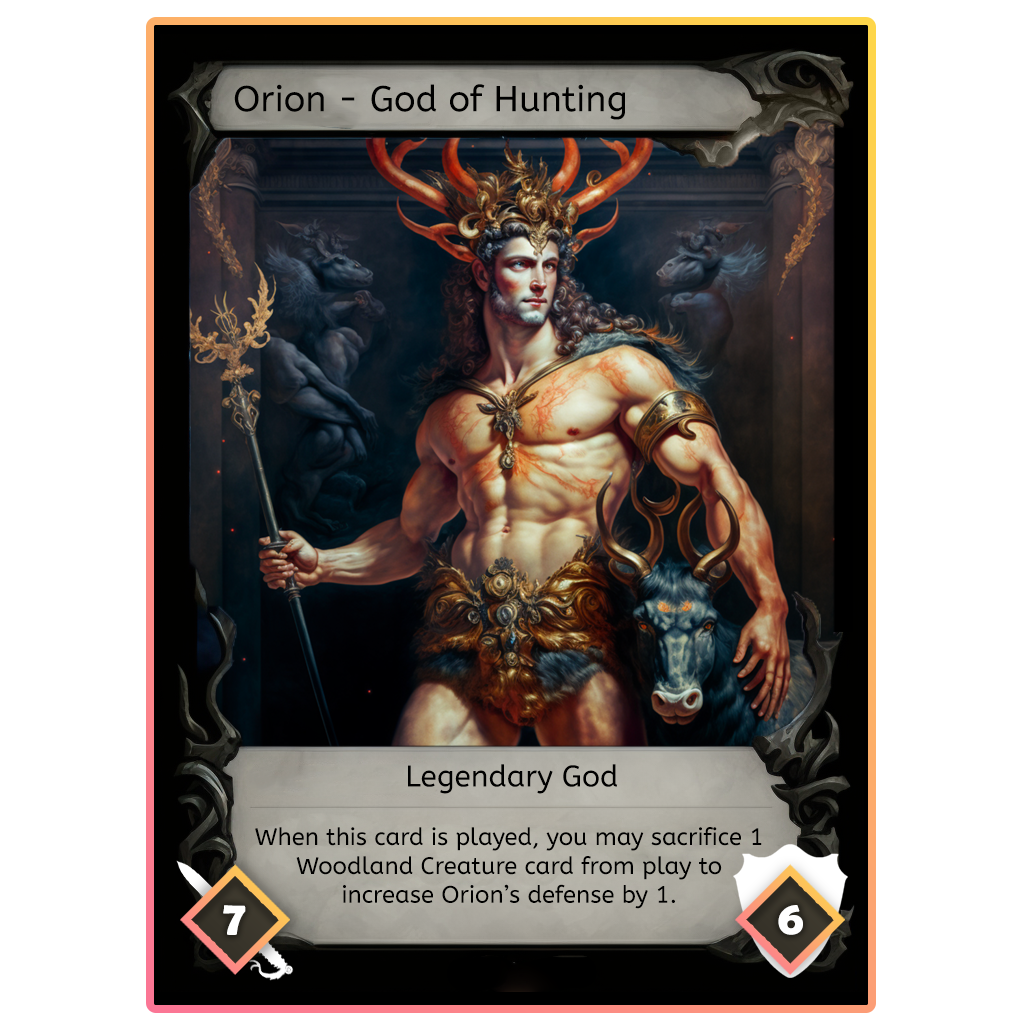 Orion - God of Hunting
Legendary God
When this card is played, you may sacrifice 1
Woodland Creature card from play to
increase Orion’s defense by 1.
7
6